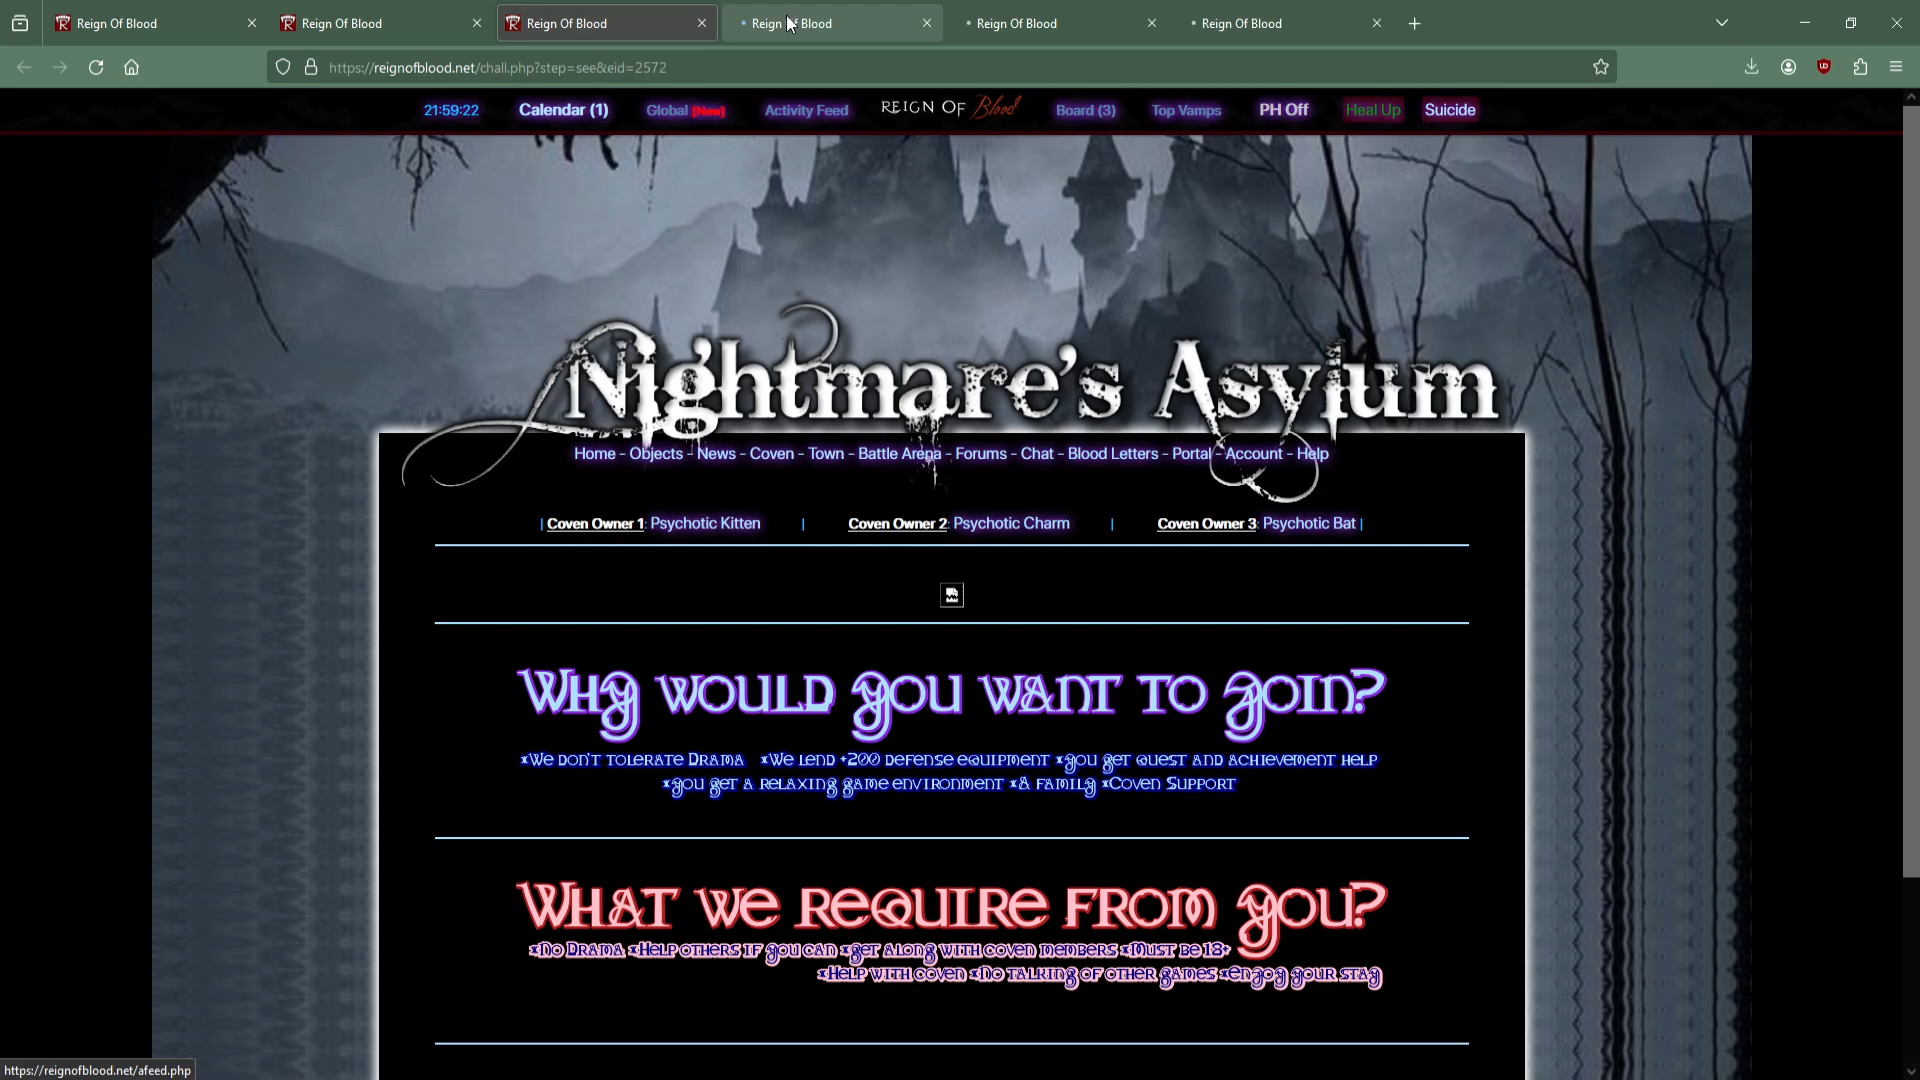 Reign Of Blood
Reign Of Blood
Reign Of Blood
Reign Of Blood
Reign Of Blood
Reign Of Blood
https://reignofblood.net/chall.php?step=see&eid=2572
21:59:22 Calendar (1) Global [New] Activity Feed REIGN OF Blood Board (3) Top Vamps PH Off Heal Up Suicide
Nightmare's Asylum
Home - Objects - News - Coven - Town - Battle Arena - Forums - Chat - Blood Letters - Portal - Account - Help
| Coven Owner 1: Psychotic Kitten | Coven Owner 2: Psychotic Charm | Coven Owner 3: Psychotic Bat |
Why would you want to join?
*We don't tolerate Drama *We lend +200 defense equipment *you get quest and achievement help
*you get a relaxing game environment *A family *Coven Support
What we require from you?
*No Drama *Help others if you can *get along with coven members *Must be 18+
*Help with coven *No talking of other games *enjoy your stay
https://reignofblood.net/afeed.php